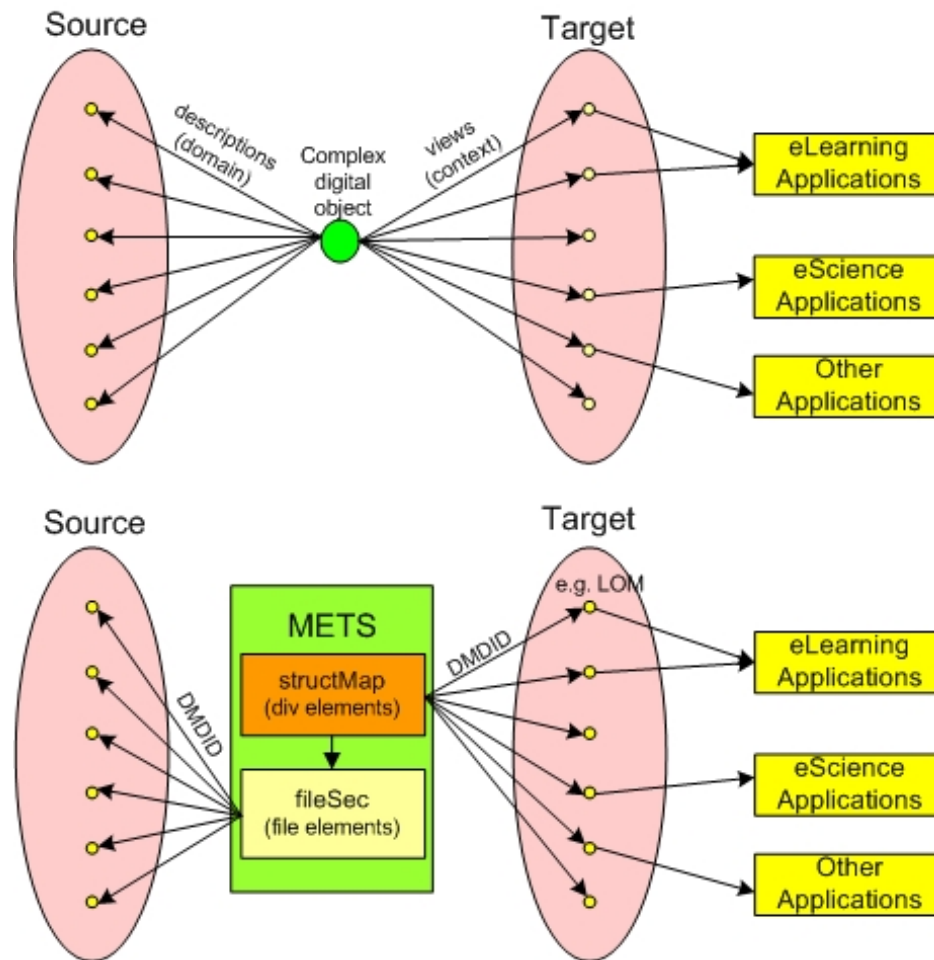 Source
Target
descriptions
(domain)
Complex
digital
object
views
(context)
eLearning
Applications
eScience
Applications
Other
Applications
Source
Target
e.g. LOM
METS
structMap
(div elements)
fileSec
(file elements)
DMDID
DMDID
eLearning
Applications
eScience
Applications
Other
Applications